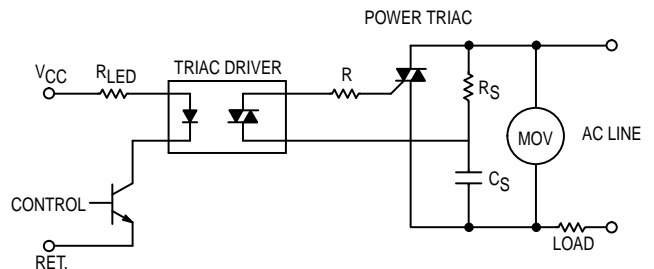 POWER TRIAC
VCC
RLED
TRIAC DRIVER
R
RS
MOV
AC LINE
CS
CONTROL
LOAD
RET.